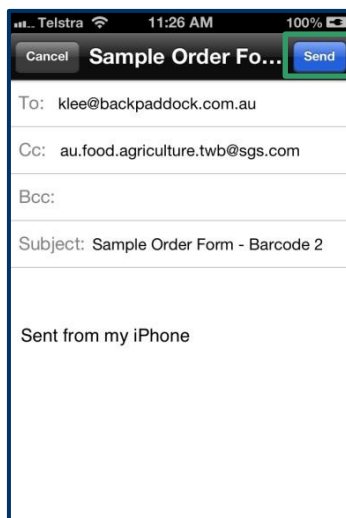 Telstra 11:26 AM 100%
Cancel Sample Order Fo... Send
To: klee@backpaddock.com.au
Cc: au.food.agriculture.twb@sgs.com
Bcc:
Subject: Sample Order Form - Barcode 2
Sent from my iPhone